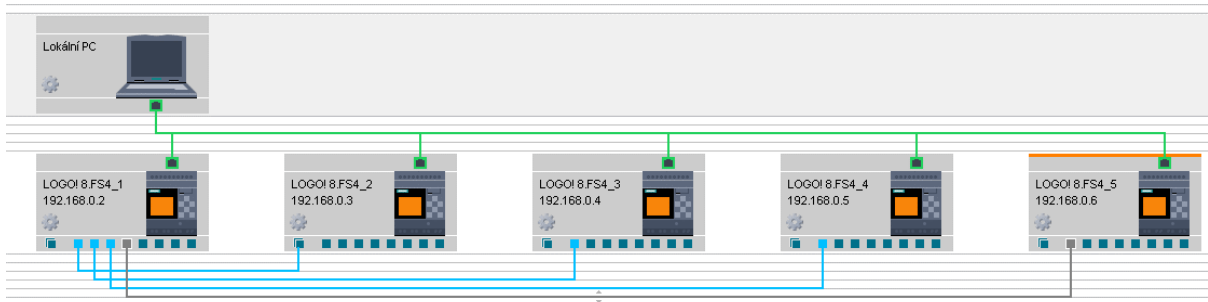 Lokální PC
LOGO! 8.FS4_1
192.168.0.2
LOGO! 8.FS4_2
192.168.0.3
LOGO! 8.FS4_3
192.168.0.4
LOGO! 8.FS4_4
192.168.0.5
LOGO! 8.FS4_5
192.168.0.6